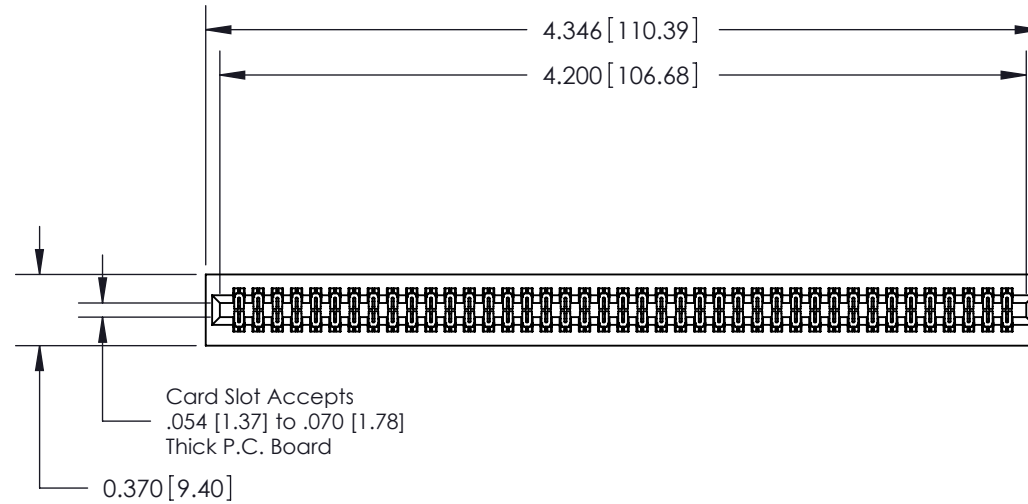 4.346 [110.39]
4.200 [106.68]
Card Slot Accepts
.054 [1.37] to .070 [1.78]
Thick P.C. Board
0.370 [9.40]